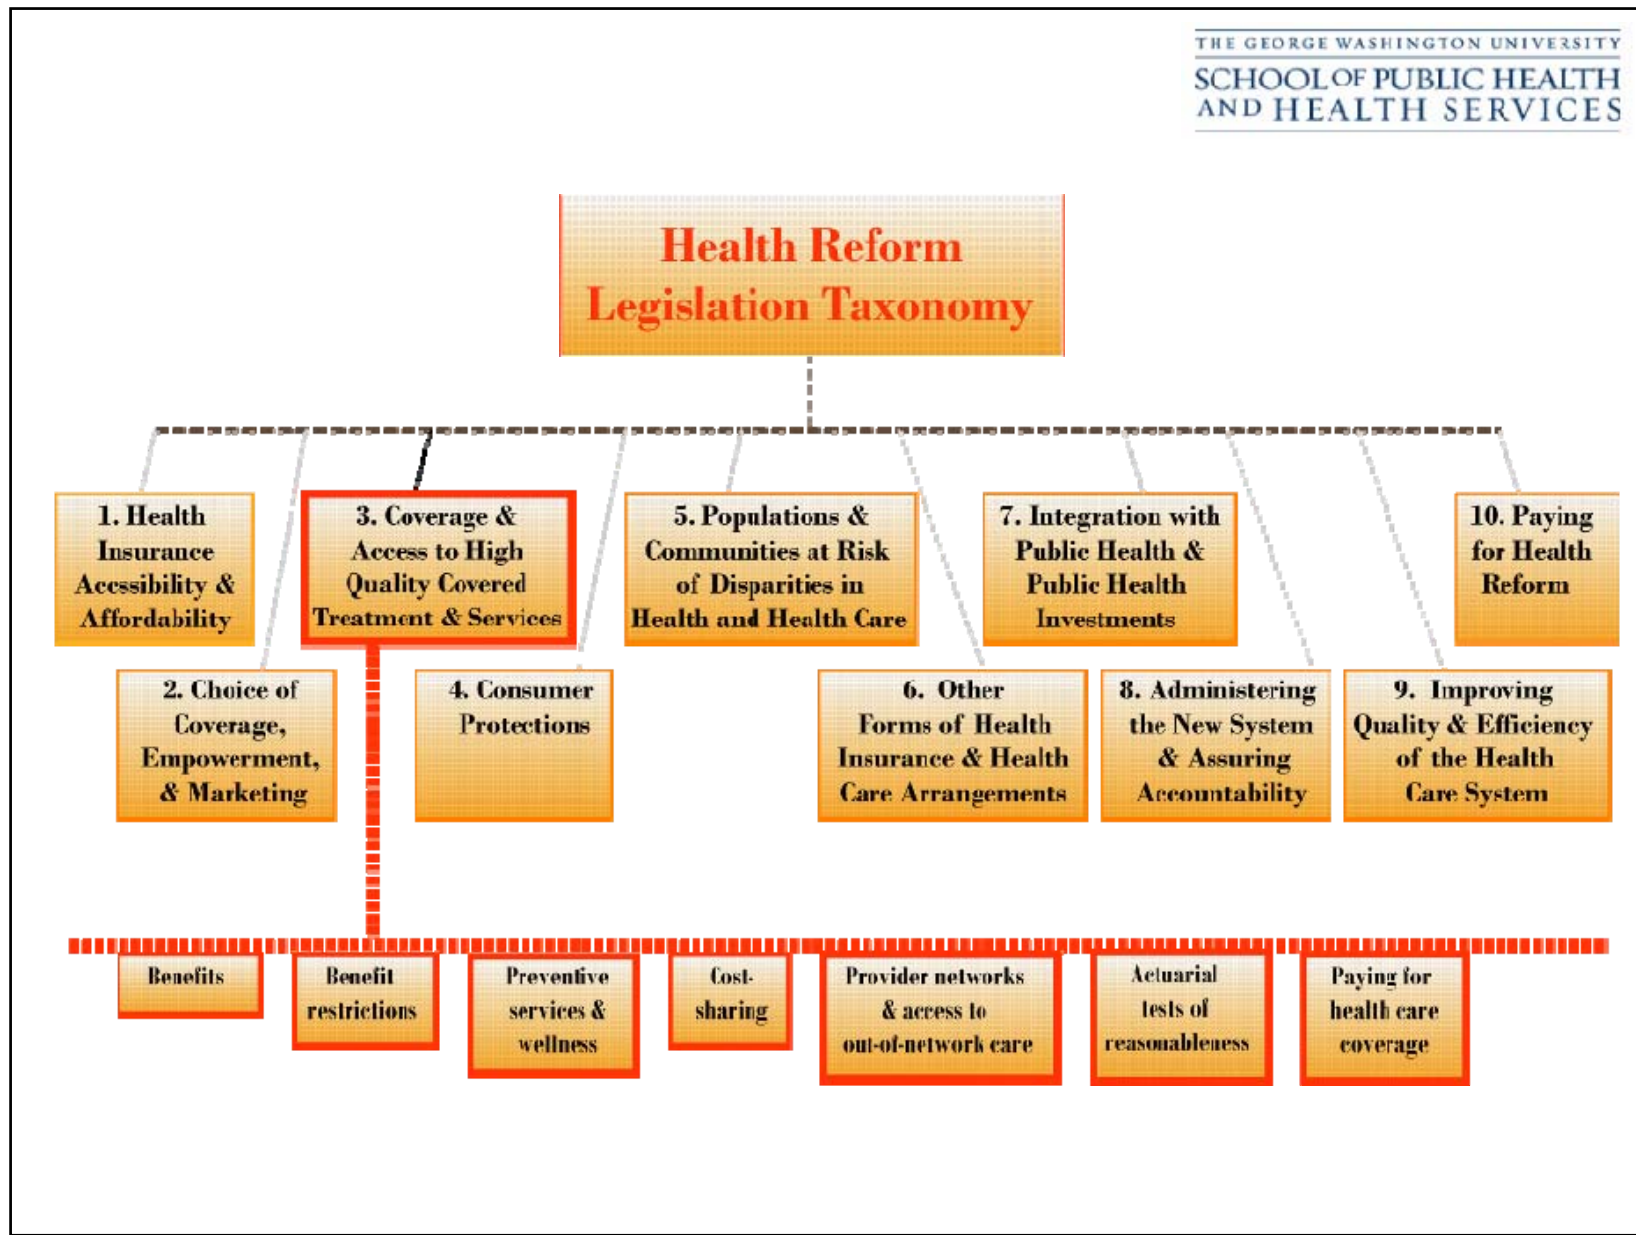 THE GEORGE WASHINGTON UNIVERSITY
SCHOOL OF PUBLIC HEALTH
AND HEALTH SERVICES
Health Reform
Legislation Taxonomy
1. Health
Insurance
Acessibility &
Affordability
3. Coverage &
Access to High
Quality Covered
Treatment & Services
5. Populations &
Communities at Risk
of Disparities in
Health and Health Care
7. Integration with
Public Health &
Public Health
Investments
10. Paying
for Health
Reform
2. Choice of
Coverage,
Empowerment,
& Marketing
4. Consumer
Protections
6. Other
Forms of Health
Insurance & Health
Care Arrangements
8. Administering
the New System
& Assuring
Accountability
9. Improving
Quality & Efficiency
of the Health
Care System
Benefits
Benefit
restrictions
Preventive
services &
wellness
Cost-
sharing
Provider networks
& access to
out-of-network care
Actuarial
tests of
reasonableness
Paying for
health care
coverage